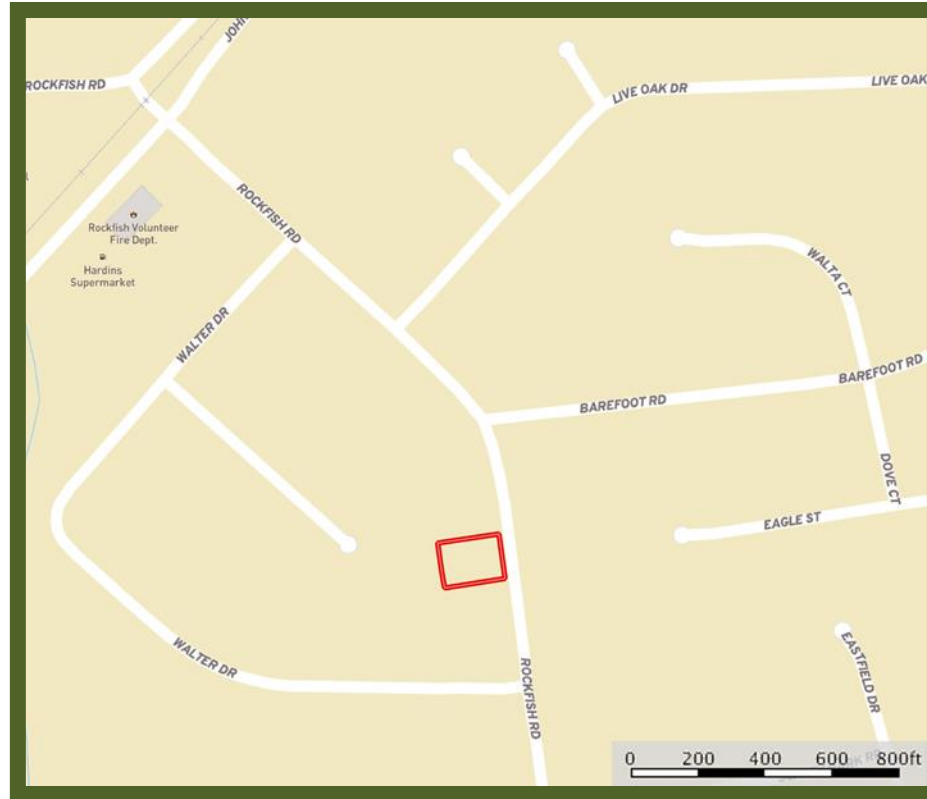 JOHN
ROCKFISH RD
LIVE OAK DR
LIVE OAK
ROCKFISH RD
Rockfish Volunteer
Fire Dept.
Hardins
Supermarket
WALTA CT
WALTER DR
BAREFOOT RD
BAREFOOT RD
DOVE CT
EAGLE ST
WALTER DR
ROCKFISH RD
EASTFIELD DR
0 200 400 600 800ft